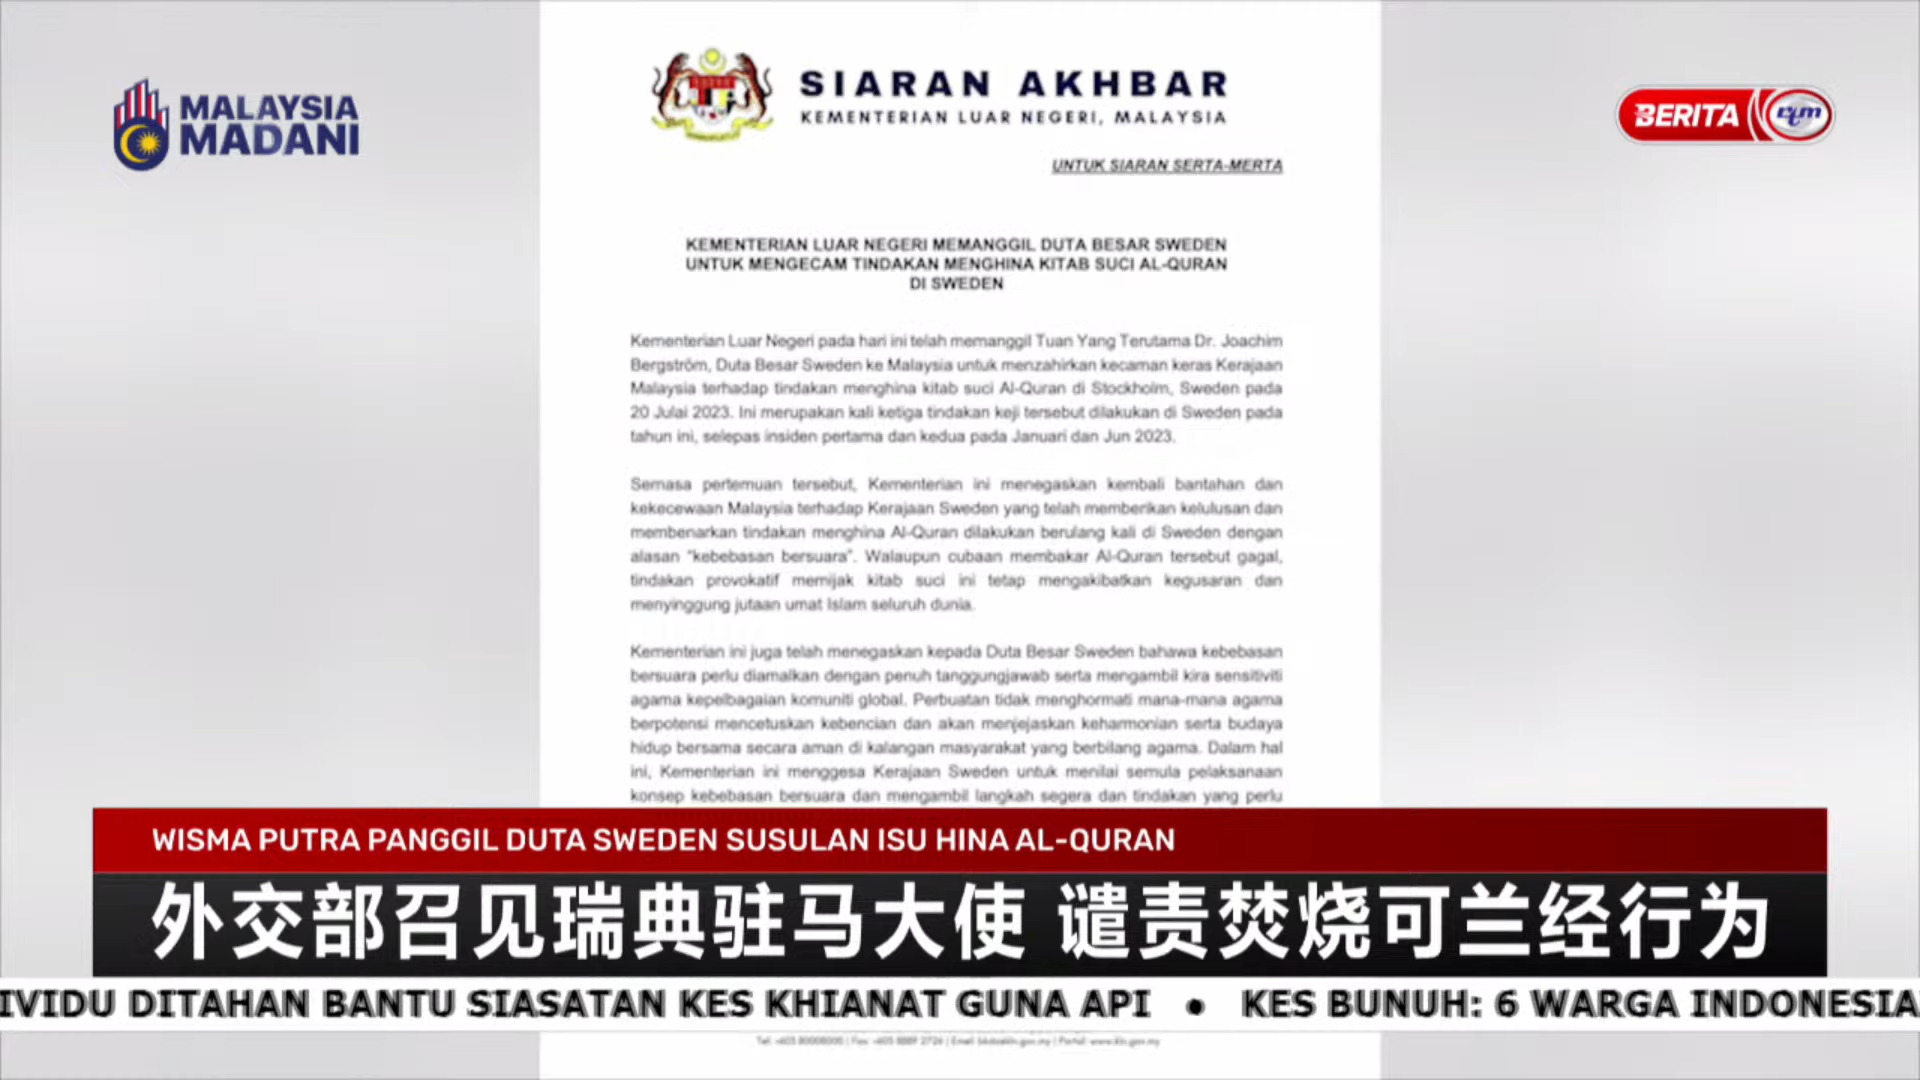 MALAYSIA
MADANI
SIARAN AKHBAR
KEMENTERIAN LUAR NEGERI, MALAYSIA
BERITA rtm
UNTUK SIARAN SERTA-MERTA
KEMENTERIAN LUAR NEGERI MEMANGGIL DUTA BESAR SWEDEN
UNTUK MENGECAM TINDAKAN MENGHINA KITAB SUCI AL-QURAN
DI SWEDEN
Kementerian Luar Negeri pada hari ini telah memanggil Tuan Yang Terutama Dr. Joachim
Bergström, Duta Besar Sweden ke Malaysia untuk menzahirkan kecaman keras Kerajaan
Malaysia terhadap tindakan menghina kitab suci Al-Quran di Stockholm, Sweden pada
20 Julai 2023. Ini merupakan kali ketiga tindakan keji tersebut dilakukan di Sweden pada
tahun ini, selepas insiden pertama dan kedua pada Januari dan Jun 2023.
Semasa pertemuan tersebut, Kementerian ini menegaskan kembali bantahan dan
kekecewaan Malaysia terhadap Kerajaan Sweden yang telah memberikan kelulusan dan
membenarkan tindakan menghina Al-Quran dilakukan berulang kali di Sweden dengan
alasan “kebebasan bersuara”. Walaupun cubaan membakar Al-Quran tersebut gagal,
tindakan provokatif memijak kitab suci ini tetap mengakibatkan kegusaran dan
menyinggung jutaan umat Islam seluruh dunia.
Kementerian ini juga telah menegaskan kepada Duta Besar Sweden bahawa kebebasan
bersuara perlu diamalkan dengan penuh tanggungjawab serta mengambil kira sensitiviti
agama kepelbagaian komuniti global. Perbuatan tidak menghormati mana-mana agama
berpotensi mencetuskan kebencian dan akan menjejaskan keharmonian serta budaya
hidup bersama secara aman di kalangan masyarakat yang berbilang agama. Dalam hal
ini, Kementerian ini menggesa Kerajaan Sweden untuk menilai semula pelaksanaan
konsep kebebasan bersuara dan mengambil langkah segera dan tindakan yang perlu
WISMA PUTRA PANGGIL DUTA SWEDEN SUSULAN ISU HINA AL-QURAN
外交部召见瑞典驻马大使 谴责焚烧可兰经行为
IVIDU DITAHAN BANTU SIASATAN KES KHIANAT GUNA API • KES BUNUH: 6 WARGA INDONESIA